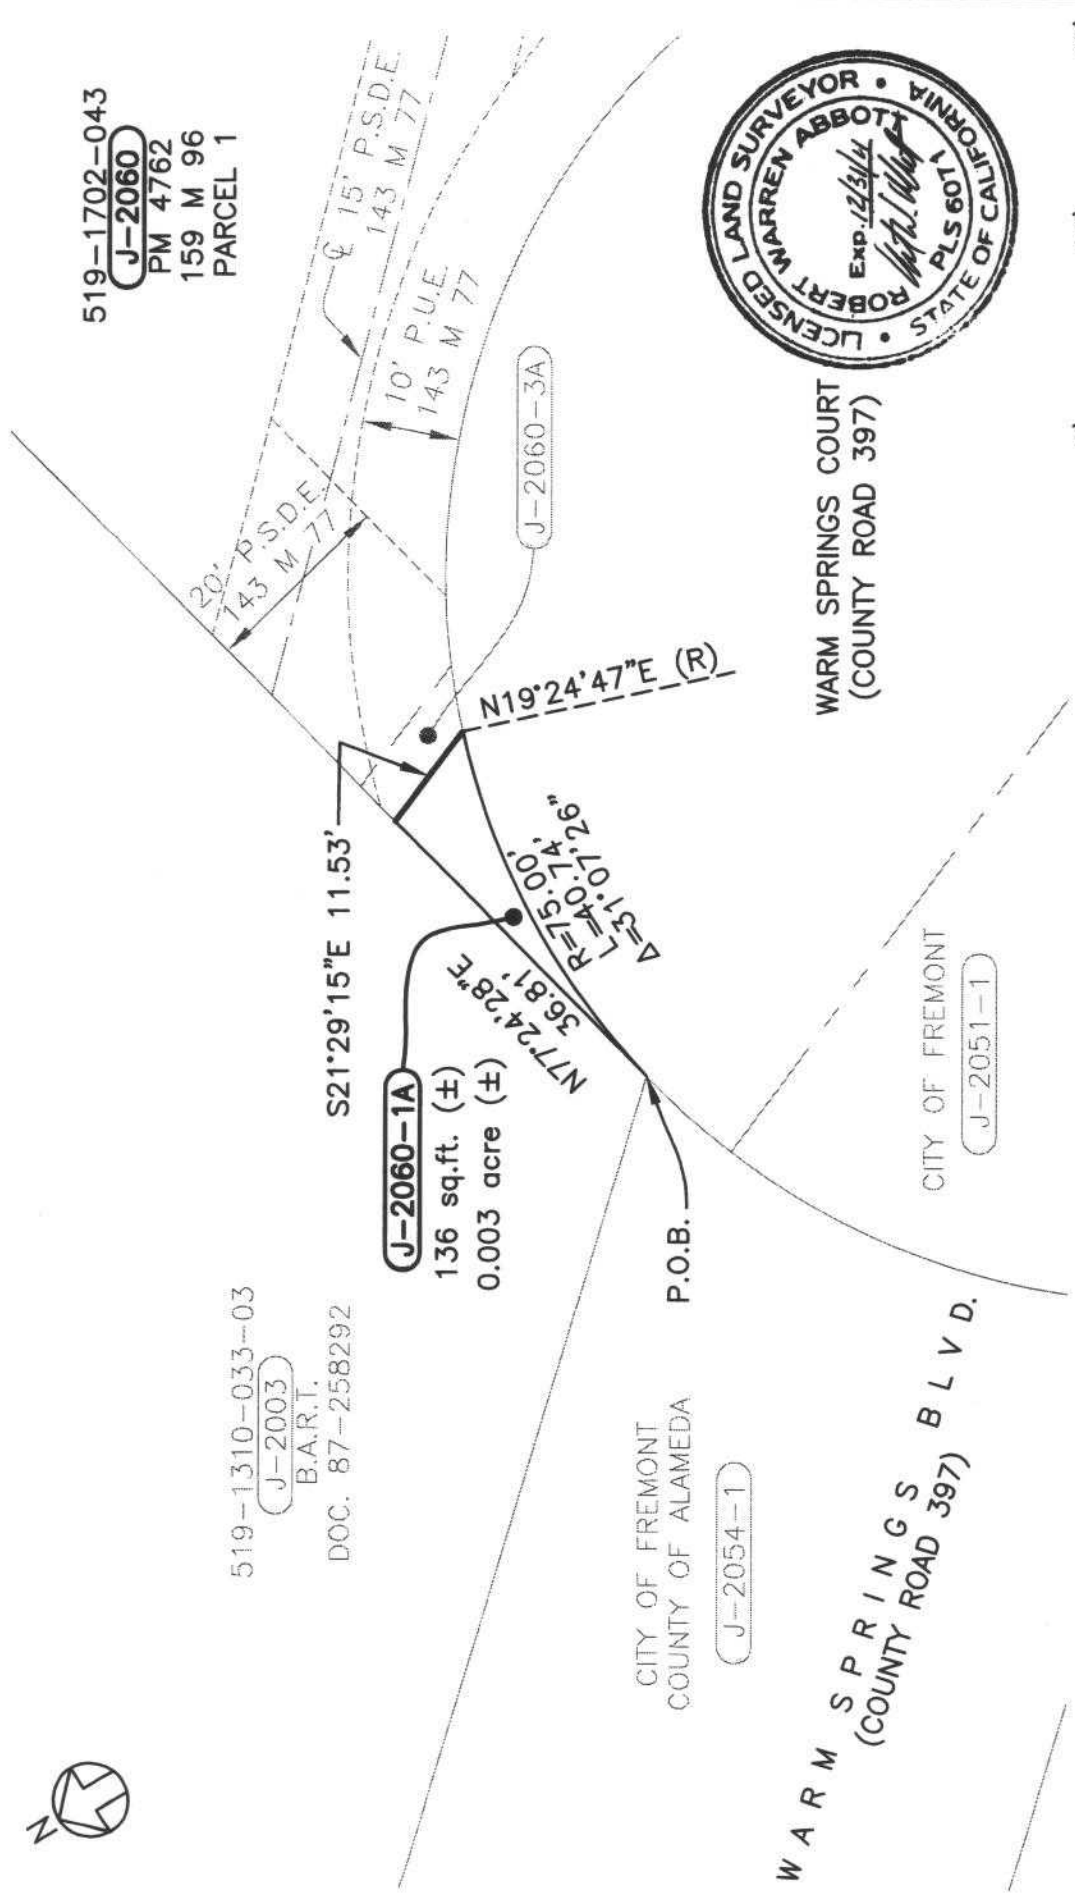 519-1702-043
J-2060
PM 4762
159 M 96
PARCEL 1
℄ 15' P.S.D.E.
143 M 77
10' P.U.E.
143 M 77
20' P.S.D.E.
143 M 77
J-2060-3A
N19°24'47"E (R)
S21°29'15"E 11.53'
J-2060-1A
136 sq.ft. (±)
0.003 acre (±)
N77°24'28"E
36.81'
R=75.00'
L=40.74'
Δ=31°07'26"
P.O.B.
519-1310-033-03
J-2003
B.A.R.T.
DOC. 87-258292
CITY OF FREMONT
COUNTY OF ALAMEDA
J-2054-1
CITY OF FREMONT
J-2051-1
WARM SPRINGS BLVD.
(COUNTY ROAD 397)
WARM SPRINGS COURT
(COUNTY ROAD 397)
LICENSED LAND SURVEYOR
ROBERT WARREN ABBOTT
Exp. 12/31/14
PLS 6071
STATE OF CALIFORNIA
N